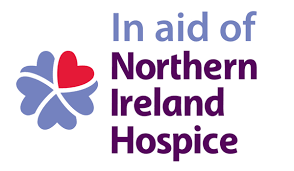 In aid of
Northern
Ireland
Hospice